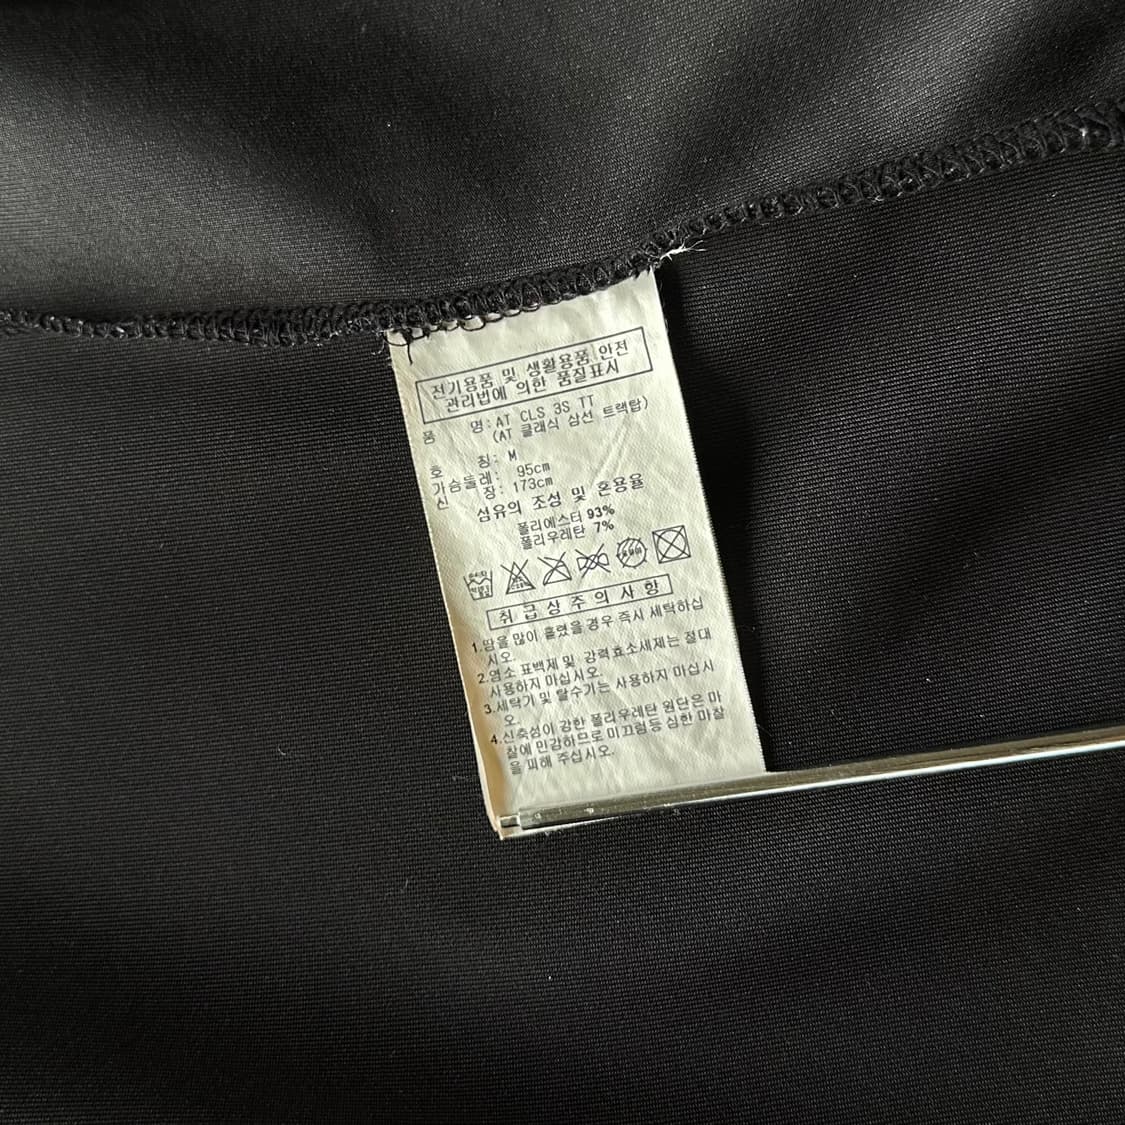 전기용품 및 생활용품 안전
관리법에 의한 품질표시
품 명: AT CLS 3S TT
(AT 클래식 삼선 트랙탑)
호 칭: M
가슴둘레: 95cm
신 장: 173cm
섬유의 조성 및 혼용율
폴리에스터 93%
폴리우레탄 7%
취 급 상 주 의 사 항
1.땀을 많이 흘렸을 경우 즉시 세탁하십
시오.
2.염소 표백제 및 강력효소세제는 절대
사용하지 마십시오.
3.세탁기 및 탈수기는 사용하지 마십시
오.
4.신축성이 강한 폴리우레탄 원단은 마
찰에 민감하므로 미끄럼등 심한 마찰
을 피해 주십시오.